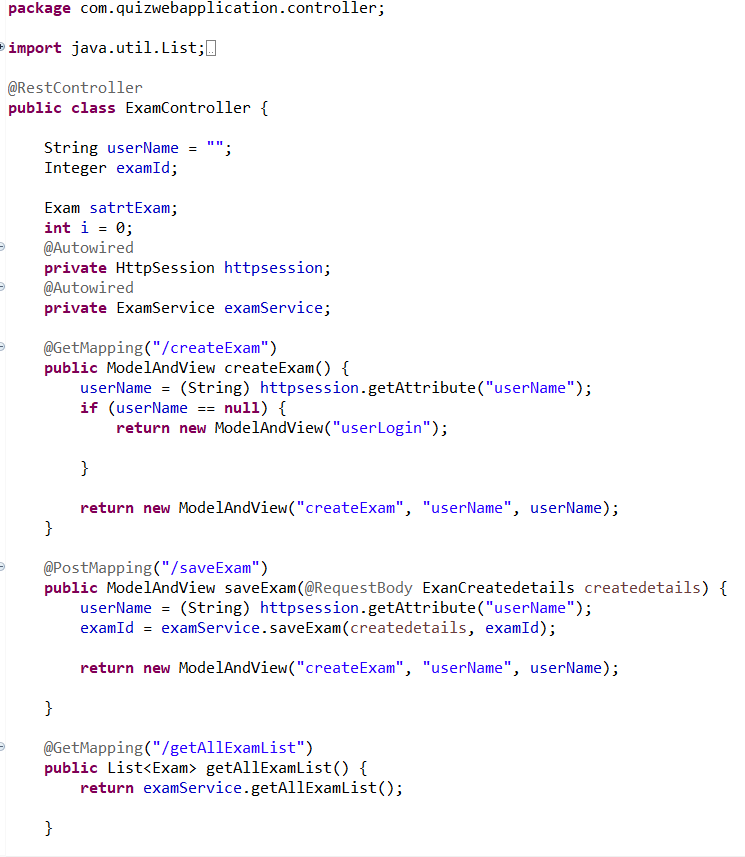 package com.quizwebapplication.controller;
import java.util.List;
@RestController
public class ExamController {
String userName = "";
Integer examId;
Exam satrtExam;
int i = 0;
@Autowired
private HttpSession httpsession;
@Autowired
private ExamService examService;
@GetMapping("/createExam")
public ModelAndView createExam() {
userName = (String) httpsession.getAttribute("userName");
if (userName == null) {
return new ModelAndView("userLogin");
}
return new ModelAndView("createExam", "userName", userName);
}
@PostMapping("/saveExam")
public ModelAndView saveExam(@RequestBody ExanCreatedetails createdetails) {
userName = (String) httpsession.getAttribute("userName");
examId = examService.saveExam(createdetails, examId);
return new ModelAndView("createExam", "userName", userName);
}
@GetMapping("/getAllExamList")
public List<Exam> getAllExamList() {
return examService.getAllExamList();
}